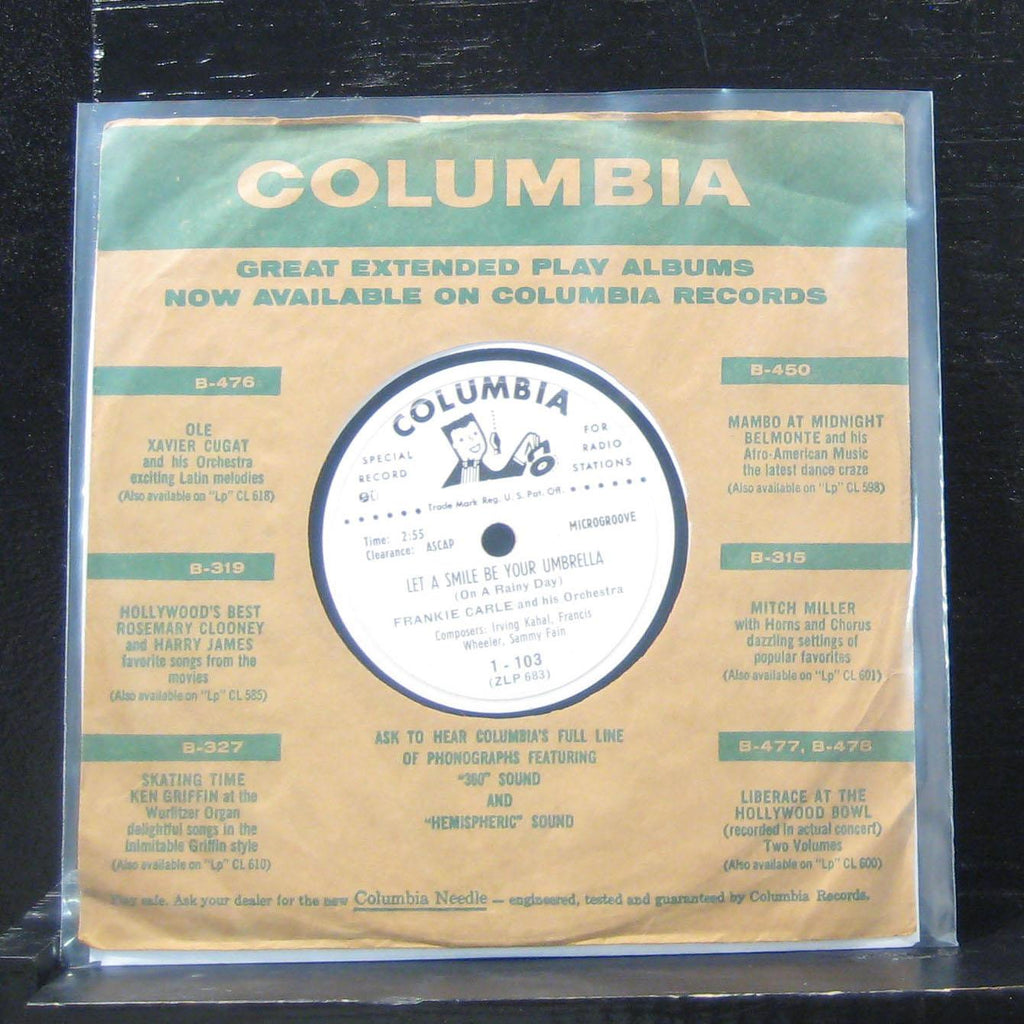 COLUMBIA
GREAT EXTENDED PLAY ALBUMS
NOW AVAILABLE ON COLUMBIA RECORDS
B-476
OLE
XAVIER CUGAT
and his Orchestra
exciting Latin melodies
(Also available on "Lp" CL 618)
B-319
HOLLYWOOD'S BEST
ROSEMARY CLOONEY
and HARRY JAMES
favorite songs from the
movies
(Also available on "Lp" CL 585)
B-327
SKATING TIME
KEN GRIFFIN at the
Wurlitzer Organ
delightful songs in the
inimitable Griffin style
(Also available on "Lp" CL 610)
COLUMBIA
SPECIAL
RECORD
FOR
RADIO
STATIONS
Trade Mark Reg. U. S. Pat. Off.
Time: 2:55
Clearance: ASCAP
MICROGROOVE
LET A SMILE BE YOUR UMBRELLA
(On A Rainy Day)
FRANKIE CARLE and his Orchestra
Composers: Irving Kahal, Francis
Wheeler, Sammy Fain
1 - 103
(ZLP 683)
ASK TO HEAR COLUMBIA'S FULL LINE
OF PHONOGRAPHS FEATURING
"360" SOUND
AND
"HEMISPHERIC" SOUND
B-450
MAMBO AT MIDNIGHT
BELMONTE and his
Afro-American Music
the latest dance craze
(Also available on "Lp" CL 598)
B-315
MITCH MILLER
with Horns and Chorus
dazzling settings of
popular favorites
(Also available on "Lp" CL 601)
B-477, B-478
LIBERACE AT THE
HOLLYWOOD BOWL
(recorded in actual concert)
Two Volumes
(Also available on "Lp" CL 600)
Play safe. Ask your dealer for the new Columbia Needle — engineered, tested and guaranteed by Columbia Records.